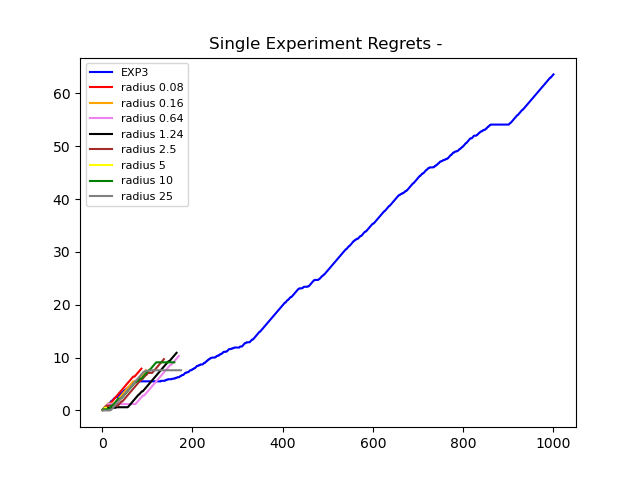 Single Experiment Regrets -
EXP3
radius 0.08
radius 0.16
radius 0.64
radius 1.24
radius 2.5
radius 5
radius 10
radius 25
60
50
40
30
20
10
0
0 200 400 600 800 1000